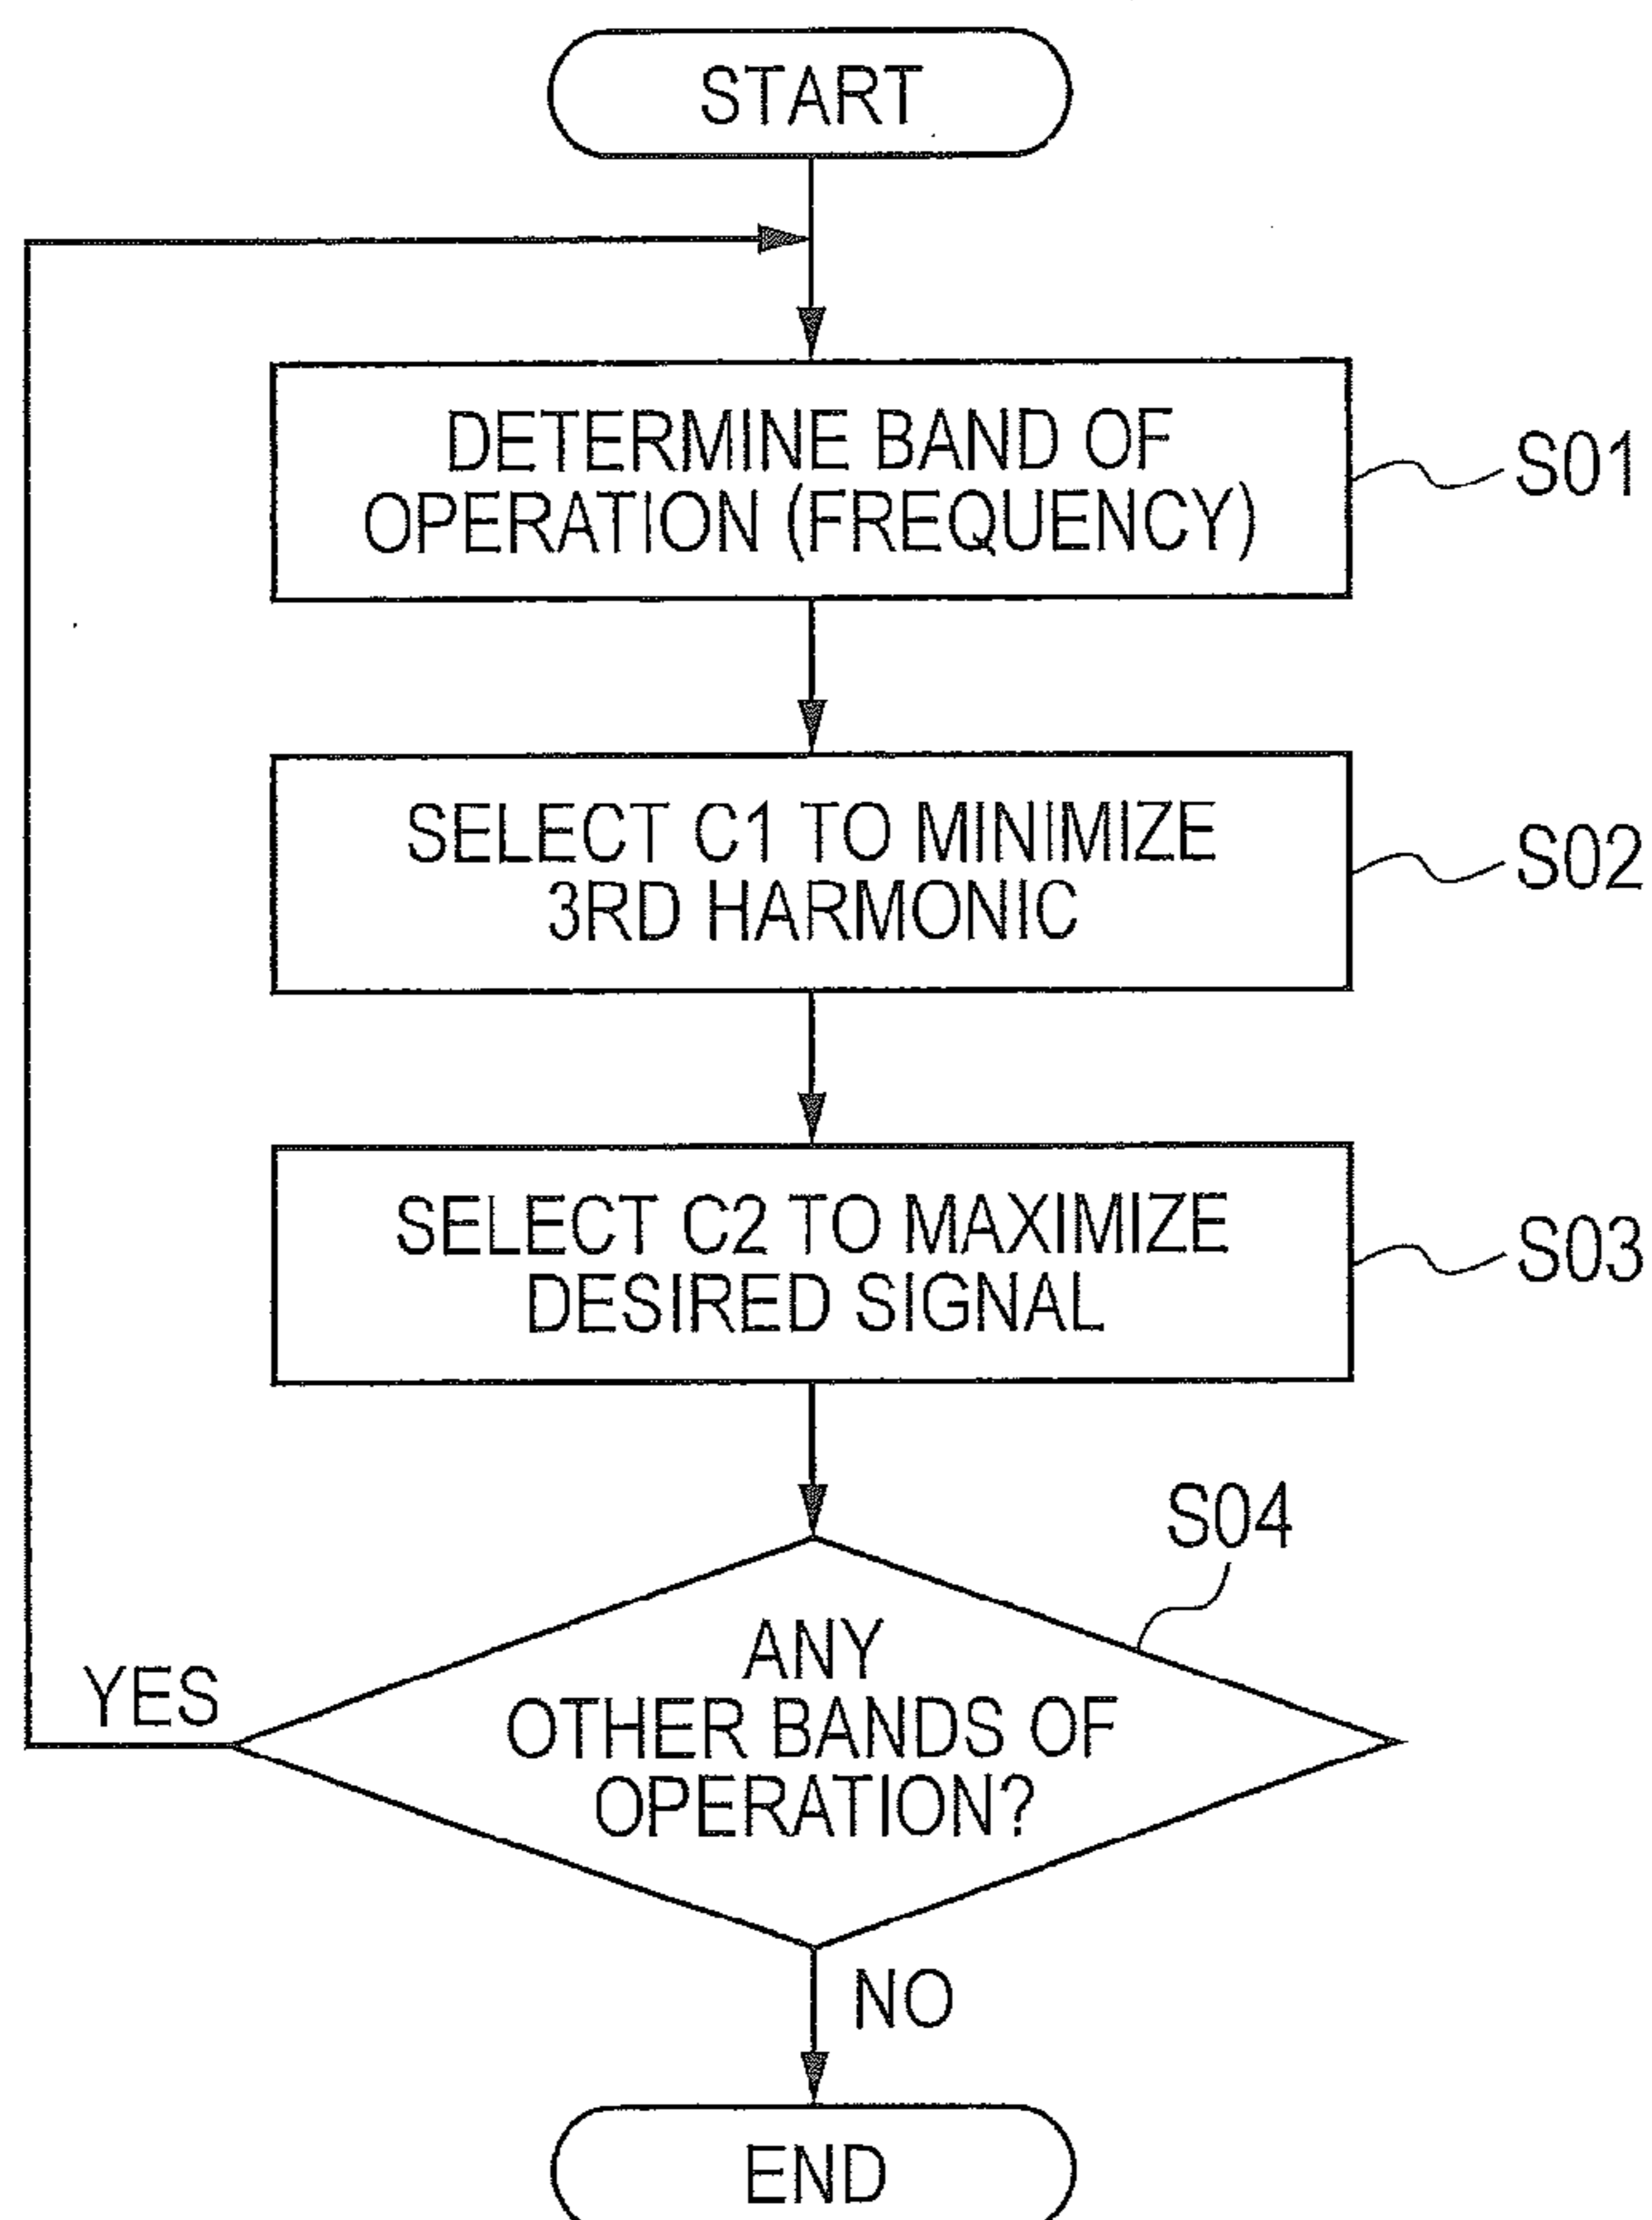 START
DETERMINE BAND OF
OPERATION (FREQUENCY)
S01
SELECT C1 TO MINIMIZE
3RD HARMONIC
S02
SELECT C2 TO MAXIMIZE
DESIRED SIGNAL
S03
S04
ANY
OTHER BANDS OF
OPERATION?
YES
NO
END